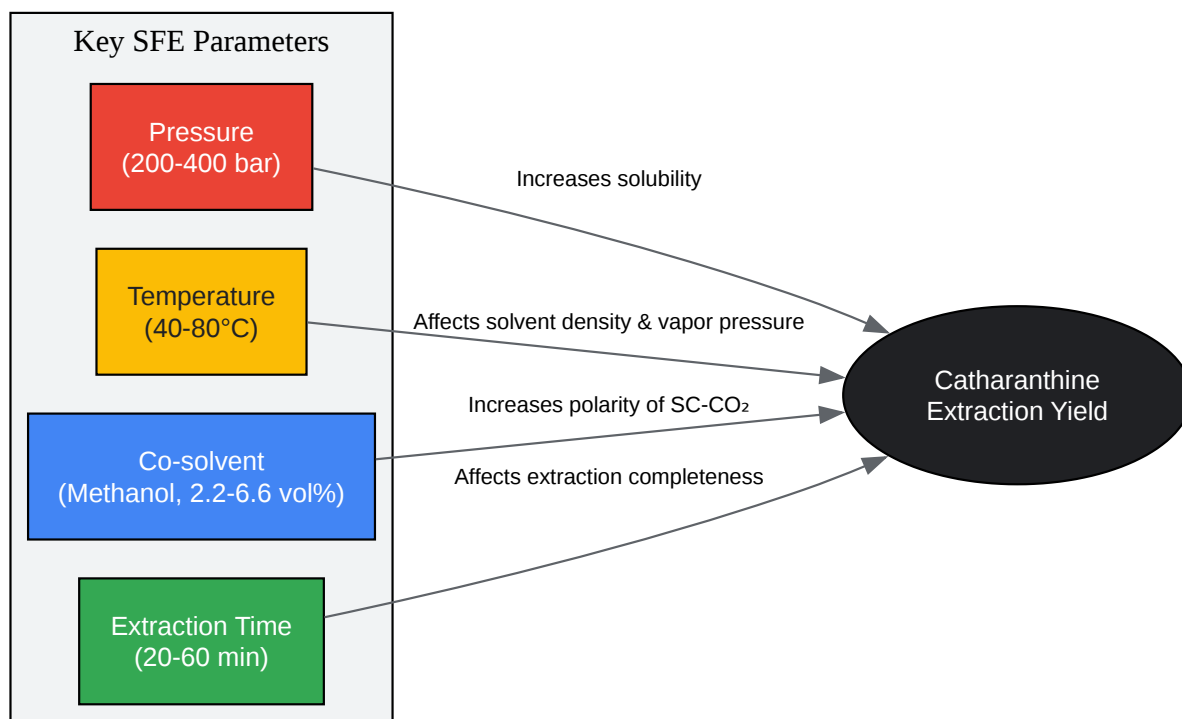 Key SFE Parameters
Pressure
(200-400 bar)
Increases solubility
Temperature
(40-80°C)
Affects solvent density & vapor pressure
Catharanthine
Extraction Yield
Increases polarity of SC-CO₂
Co-solvent
(Methanol, 2.2-6.6 vol%)
Affects extraction completeness
Extraction Time
(20-60 min)